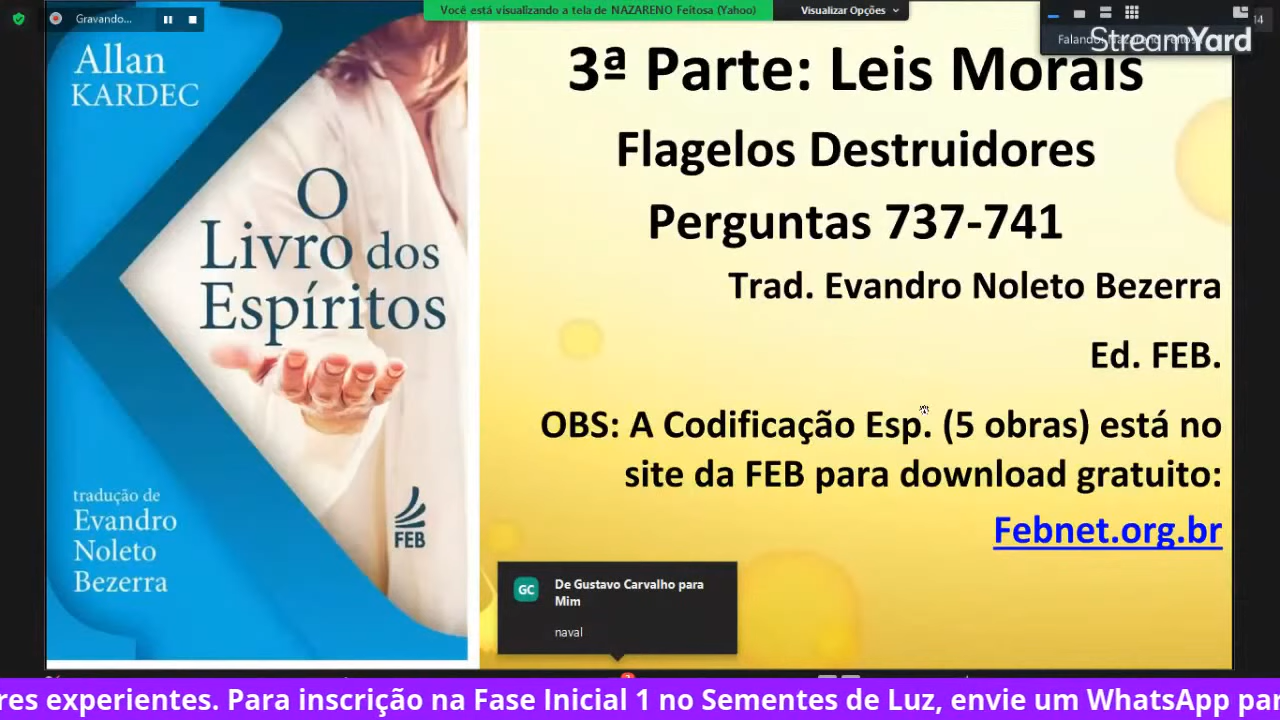 Gravando...
Você está visualizando a tela de NAZARENO Feitosa (Yahoo)
Visualizar Opções
14
StreamYard
Allan
KARDEC
O
Livro dos
Espíritos
tradução de
Evandro
Noleto
Bezerra
FEB
3ª Parte: Leis Morais
Flagelos Destruidores
Perguntas 737-741
Trad. Evandro Noleto Bezerra
Ed. FEB.
OBS: A Codificação Esp. (5 obras) está no
site da FEB para download gratuito:
Febnet.org.br
GC
De Gustavo Carvalho para
Mim
naval
res experientes. Para inscrição na Fase Inicial 1 no Sementes de Luz, envie um WhatsApp par